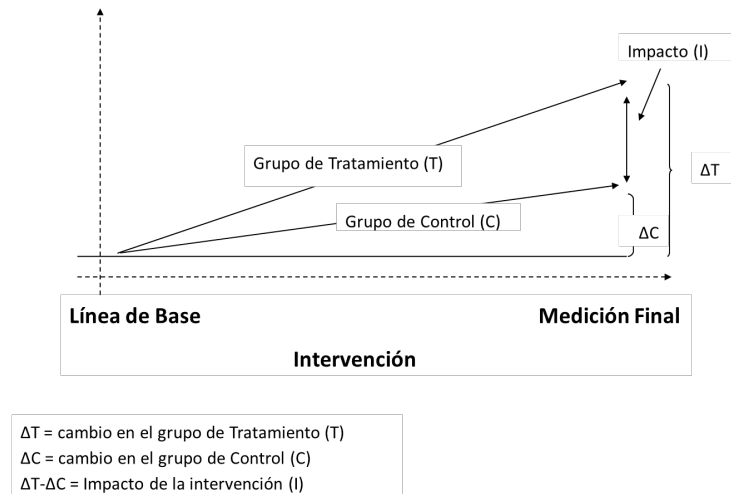 Impacto (I)
Grupo de Tratamiento (T)
ΔT
Grupo de Control (C)
ΔC
Línea de Base
Medición Final
Intervención
ΔT = cambio en el grupo de Tratamiento (T)
ΔC = cambio en el grupo de Control (C)
ΔT-ΔC = Impacto de la intervención (I)